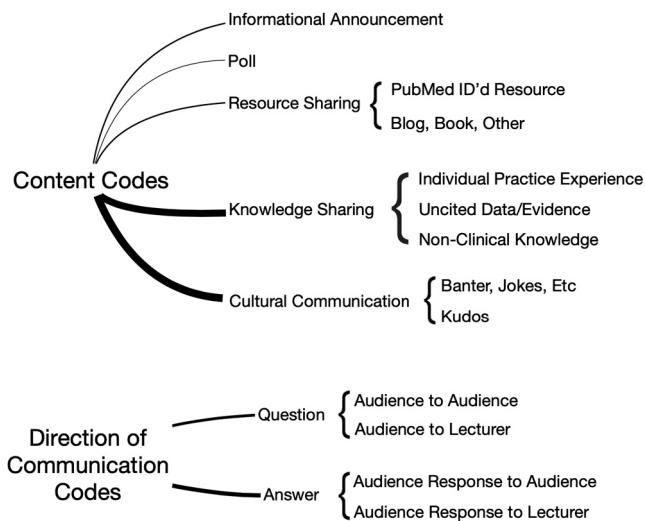 Informational Announcement
Poll
Resource Sharing
PubMed ID'd Resource
Blog, Book, Other
Content Codes
Knowledge Sharing
Individual Practice Experience
Uncited Data/Evidence
Non-Clinical Knowledge
Cultural Communication
Banter, Jokes, Etc
Kudos
Direction of
Communication
Codes
Question
Audience to Audience
Audience to Lecturer
Answer
Audience Response to Audience
Audience Response to Lecturer